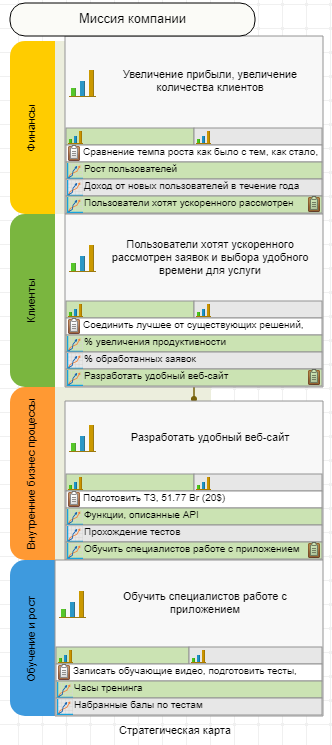 Миссия компании
Финансы
Увеличение прибыли, увеличение
количества клиентов
Сравнение темпа роста как было с тем, как стало,
Рост пользователей
Доход от новых пользователей в течение года
Пользователи хотят ускоренного рассмотрен
Клиенты
Пользователи хотят ускоренного
рассмотрен заявок и выбора удобного
времени для услуги
Соединить лучшее от существующих решений,
% увеличения продуктивности
% обработанных заявок
Разработать удобный веб-сайт
Внутренние бизнес процессы
Разработать удобный веб-сайт
Подготовить ТЗ, 51.77 Br (20$)
Функции, описанные API
Прохождение тестов
Обучить специалистов работе с приложением
Обучение и рост
Обучить специалистов работе с
приложением
Записать обучающие видео, подготовить тесты,
Часы тренинга
Набранные балы по тестам
Стратегическая карта